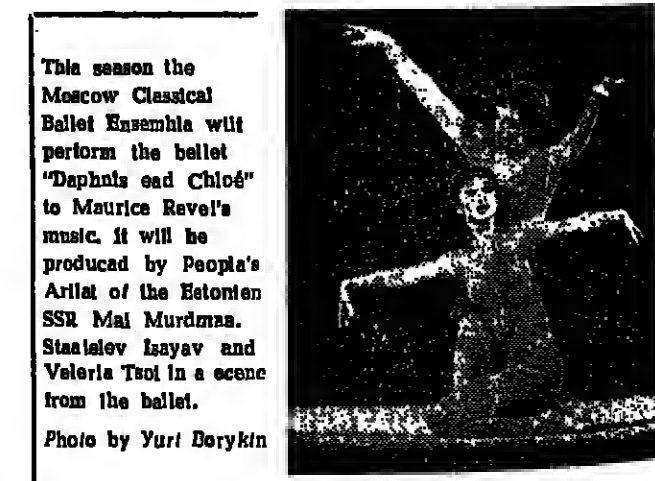 This season the
Moscow Classical
Ballet Ensemble will
perform the ballet
"Daphnis and Chloé"
to Maurice Ravel's
music. It will be
produced by People's
Artist of the Estonian
SSR Mai Murdmaa.
Stanislav Isayav and
Valeria Tsoi in a scene
from the ballet.
Photo by Yuri Borykin